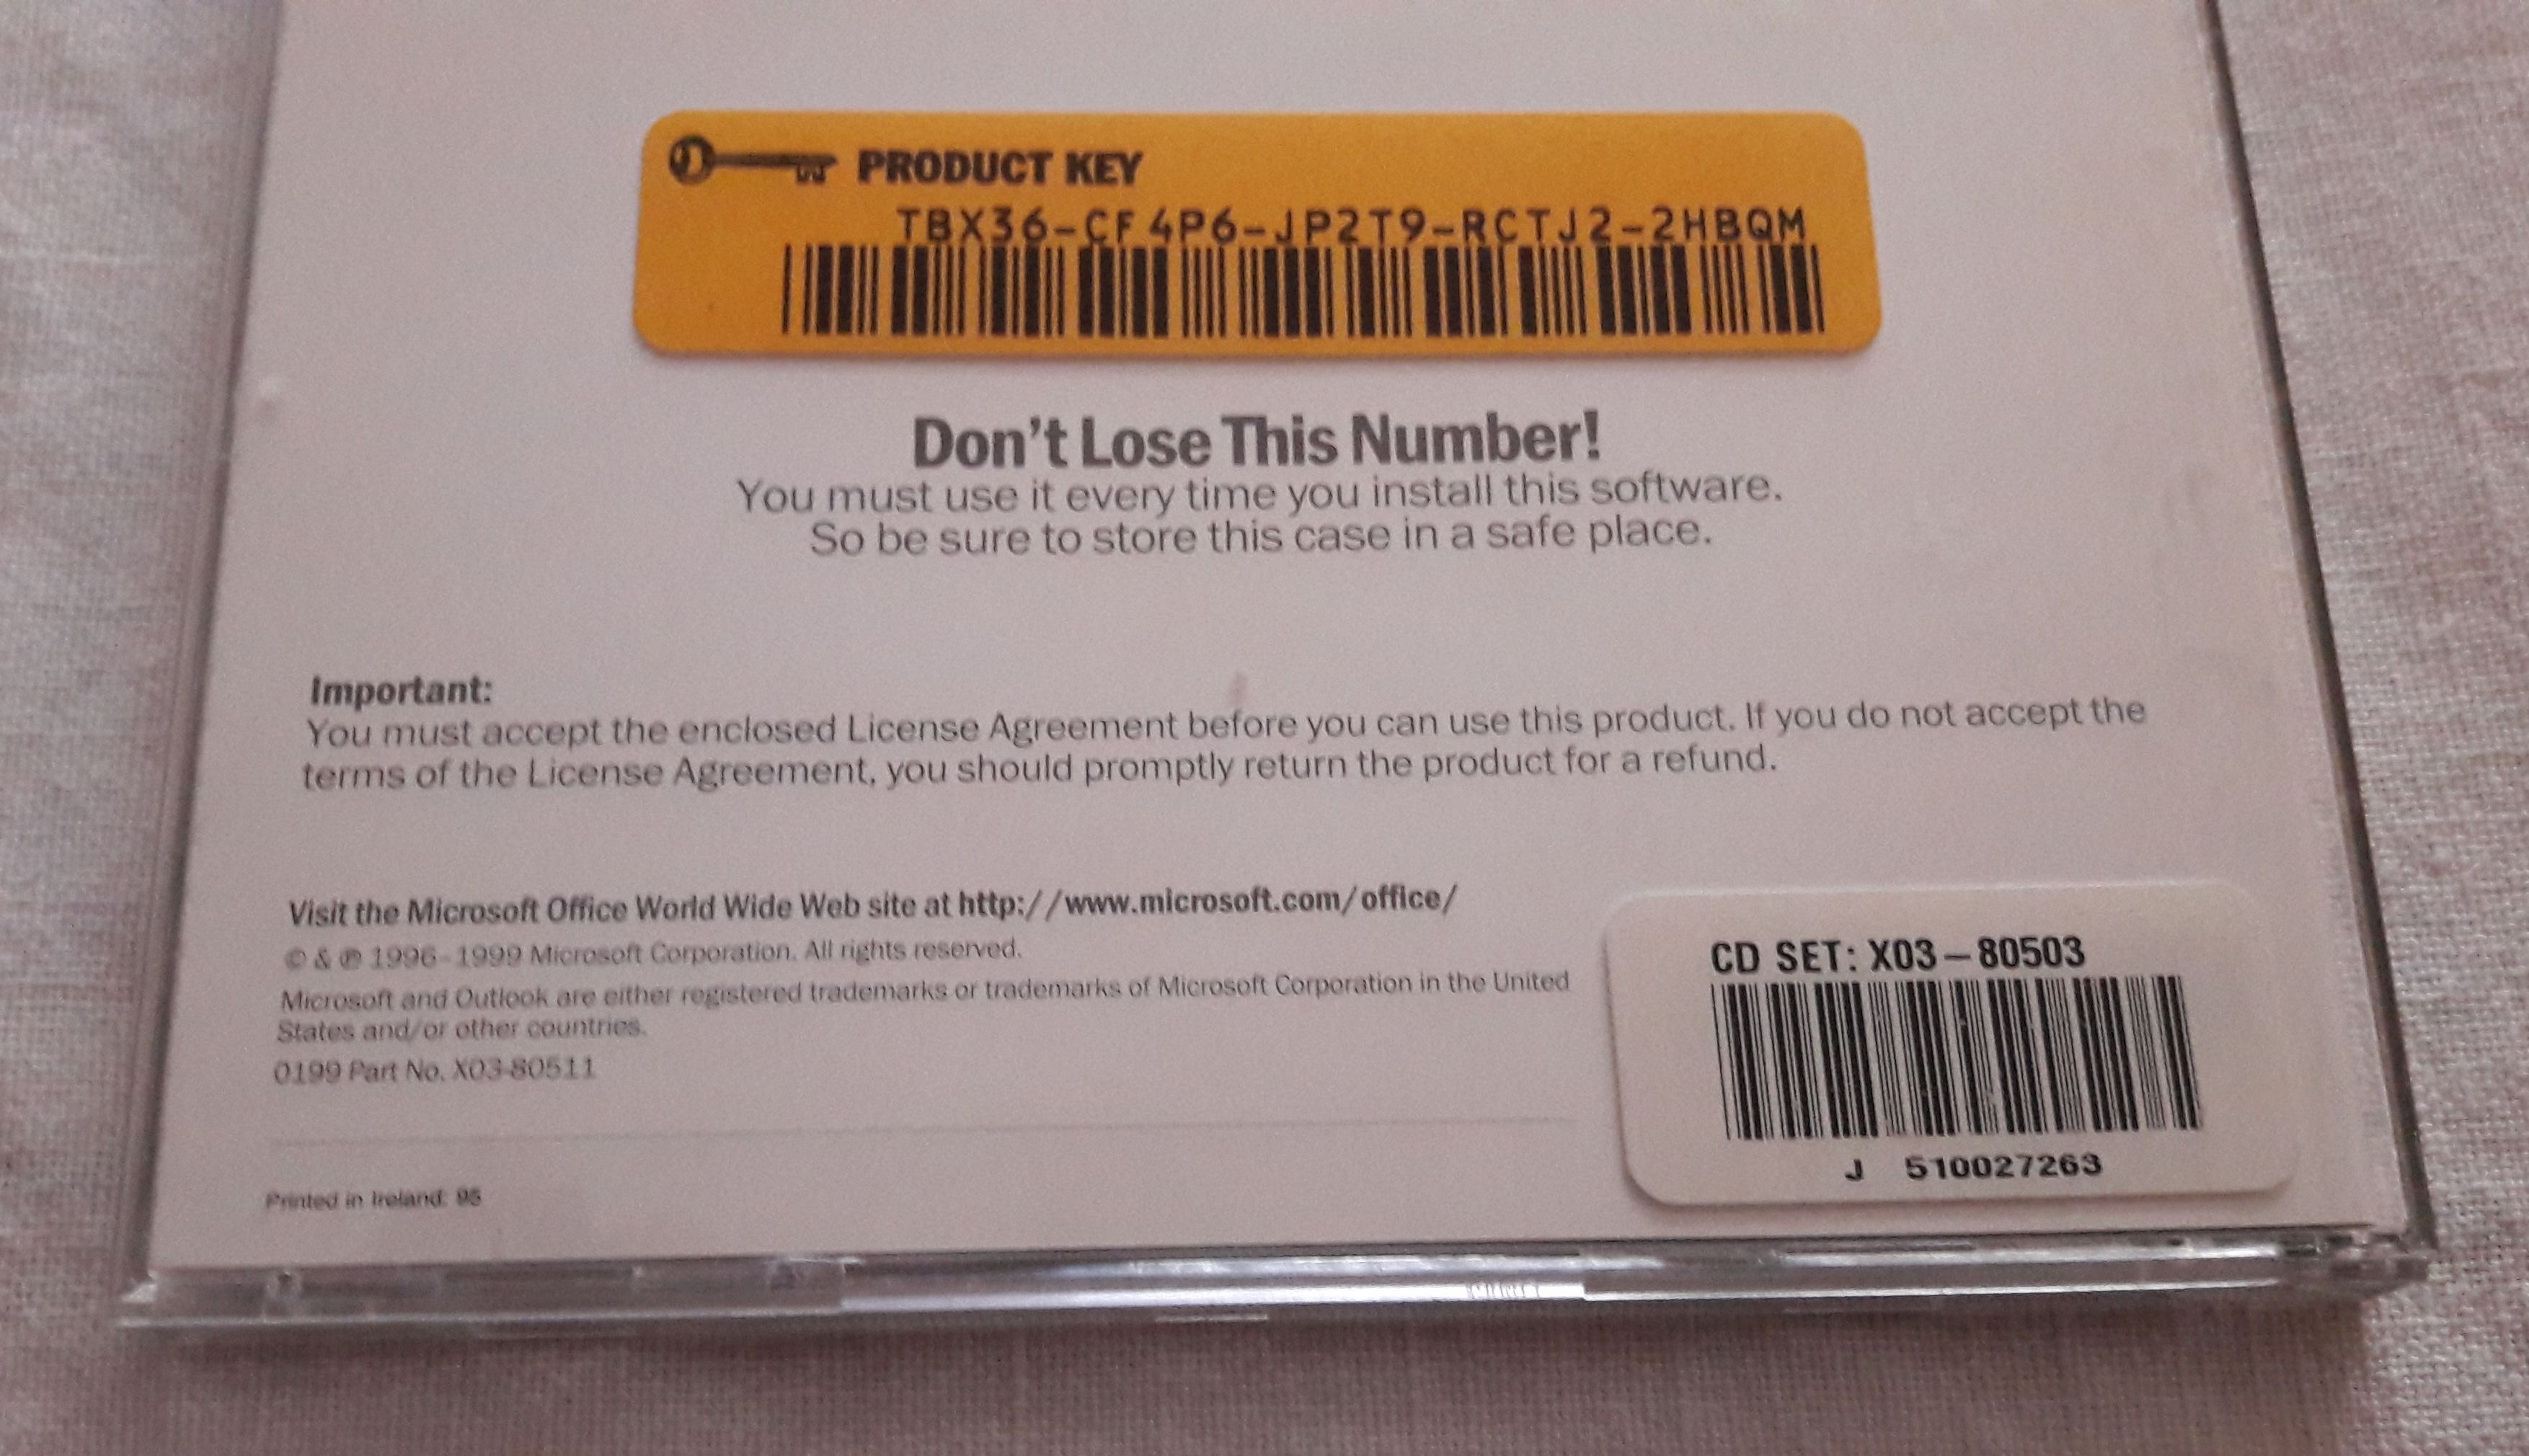 PRODUCT KEY
TBX36-CF4P6-JP2T9-RCTJ2-2HBQM
Don't Lose This Number!
You must use it every time you install this software.
So be sure to store this case in a safe place.
Important:
You must accept the enclosed License Agreement before you can use this product. If you do not accept the
terms of the License Agreement, you should promptly return the product for a refund.
Visit the Microsoft Office World Wide Web site at http://www.microsoft.com/office/
© & ℗ 1996-1999 Microsoft Corporation. All rights reserved.
Microsoft and Outlook are either registered trademarks or trademarks of Microsoft Corporation in the United
States and/or other countries.
0199 Part No. X03-80511
Printed in Ireland: 95
CD SET: X03-80503
J 510027263